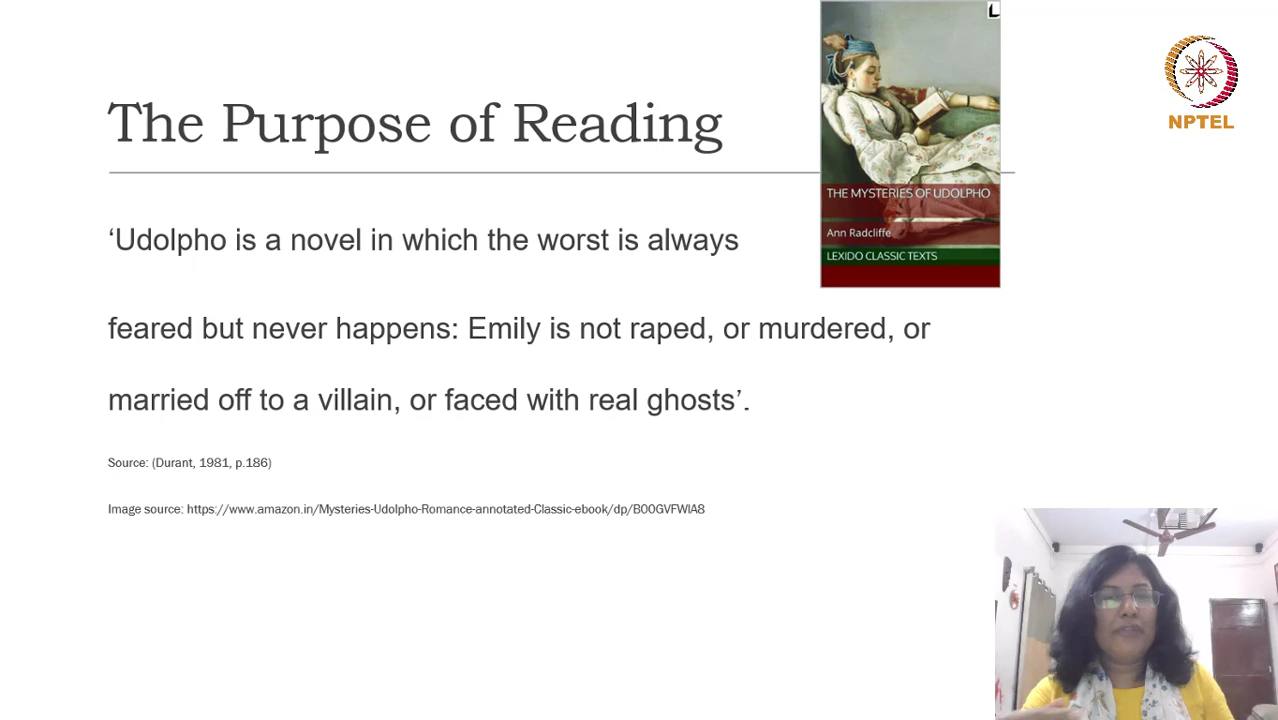 The Purpose of Reading
‘Udolpho is a novel in which the worst is always
feared but never happens: Emily is not raped, or murdered, or
married off to a villain, or faced with real ghosts’.
Source: (Durant, 1981, p.186)
Image source: https://www.amazon.in/Mysteries-Udolpho-Romance-annotated-Classic-ebook/dp/B00GVFWIA8
L
THE MYSTERIES OF UDOLPHO
Ann Radcliffe
LEXIDO CLASSIC TEXTS
NPTEL